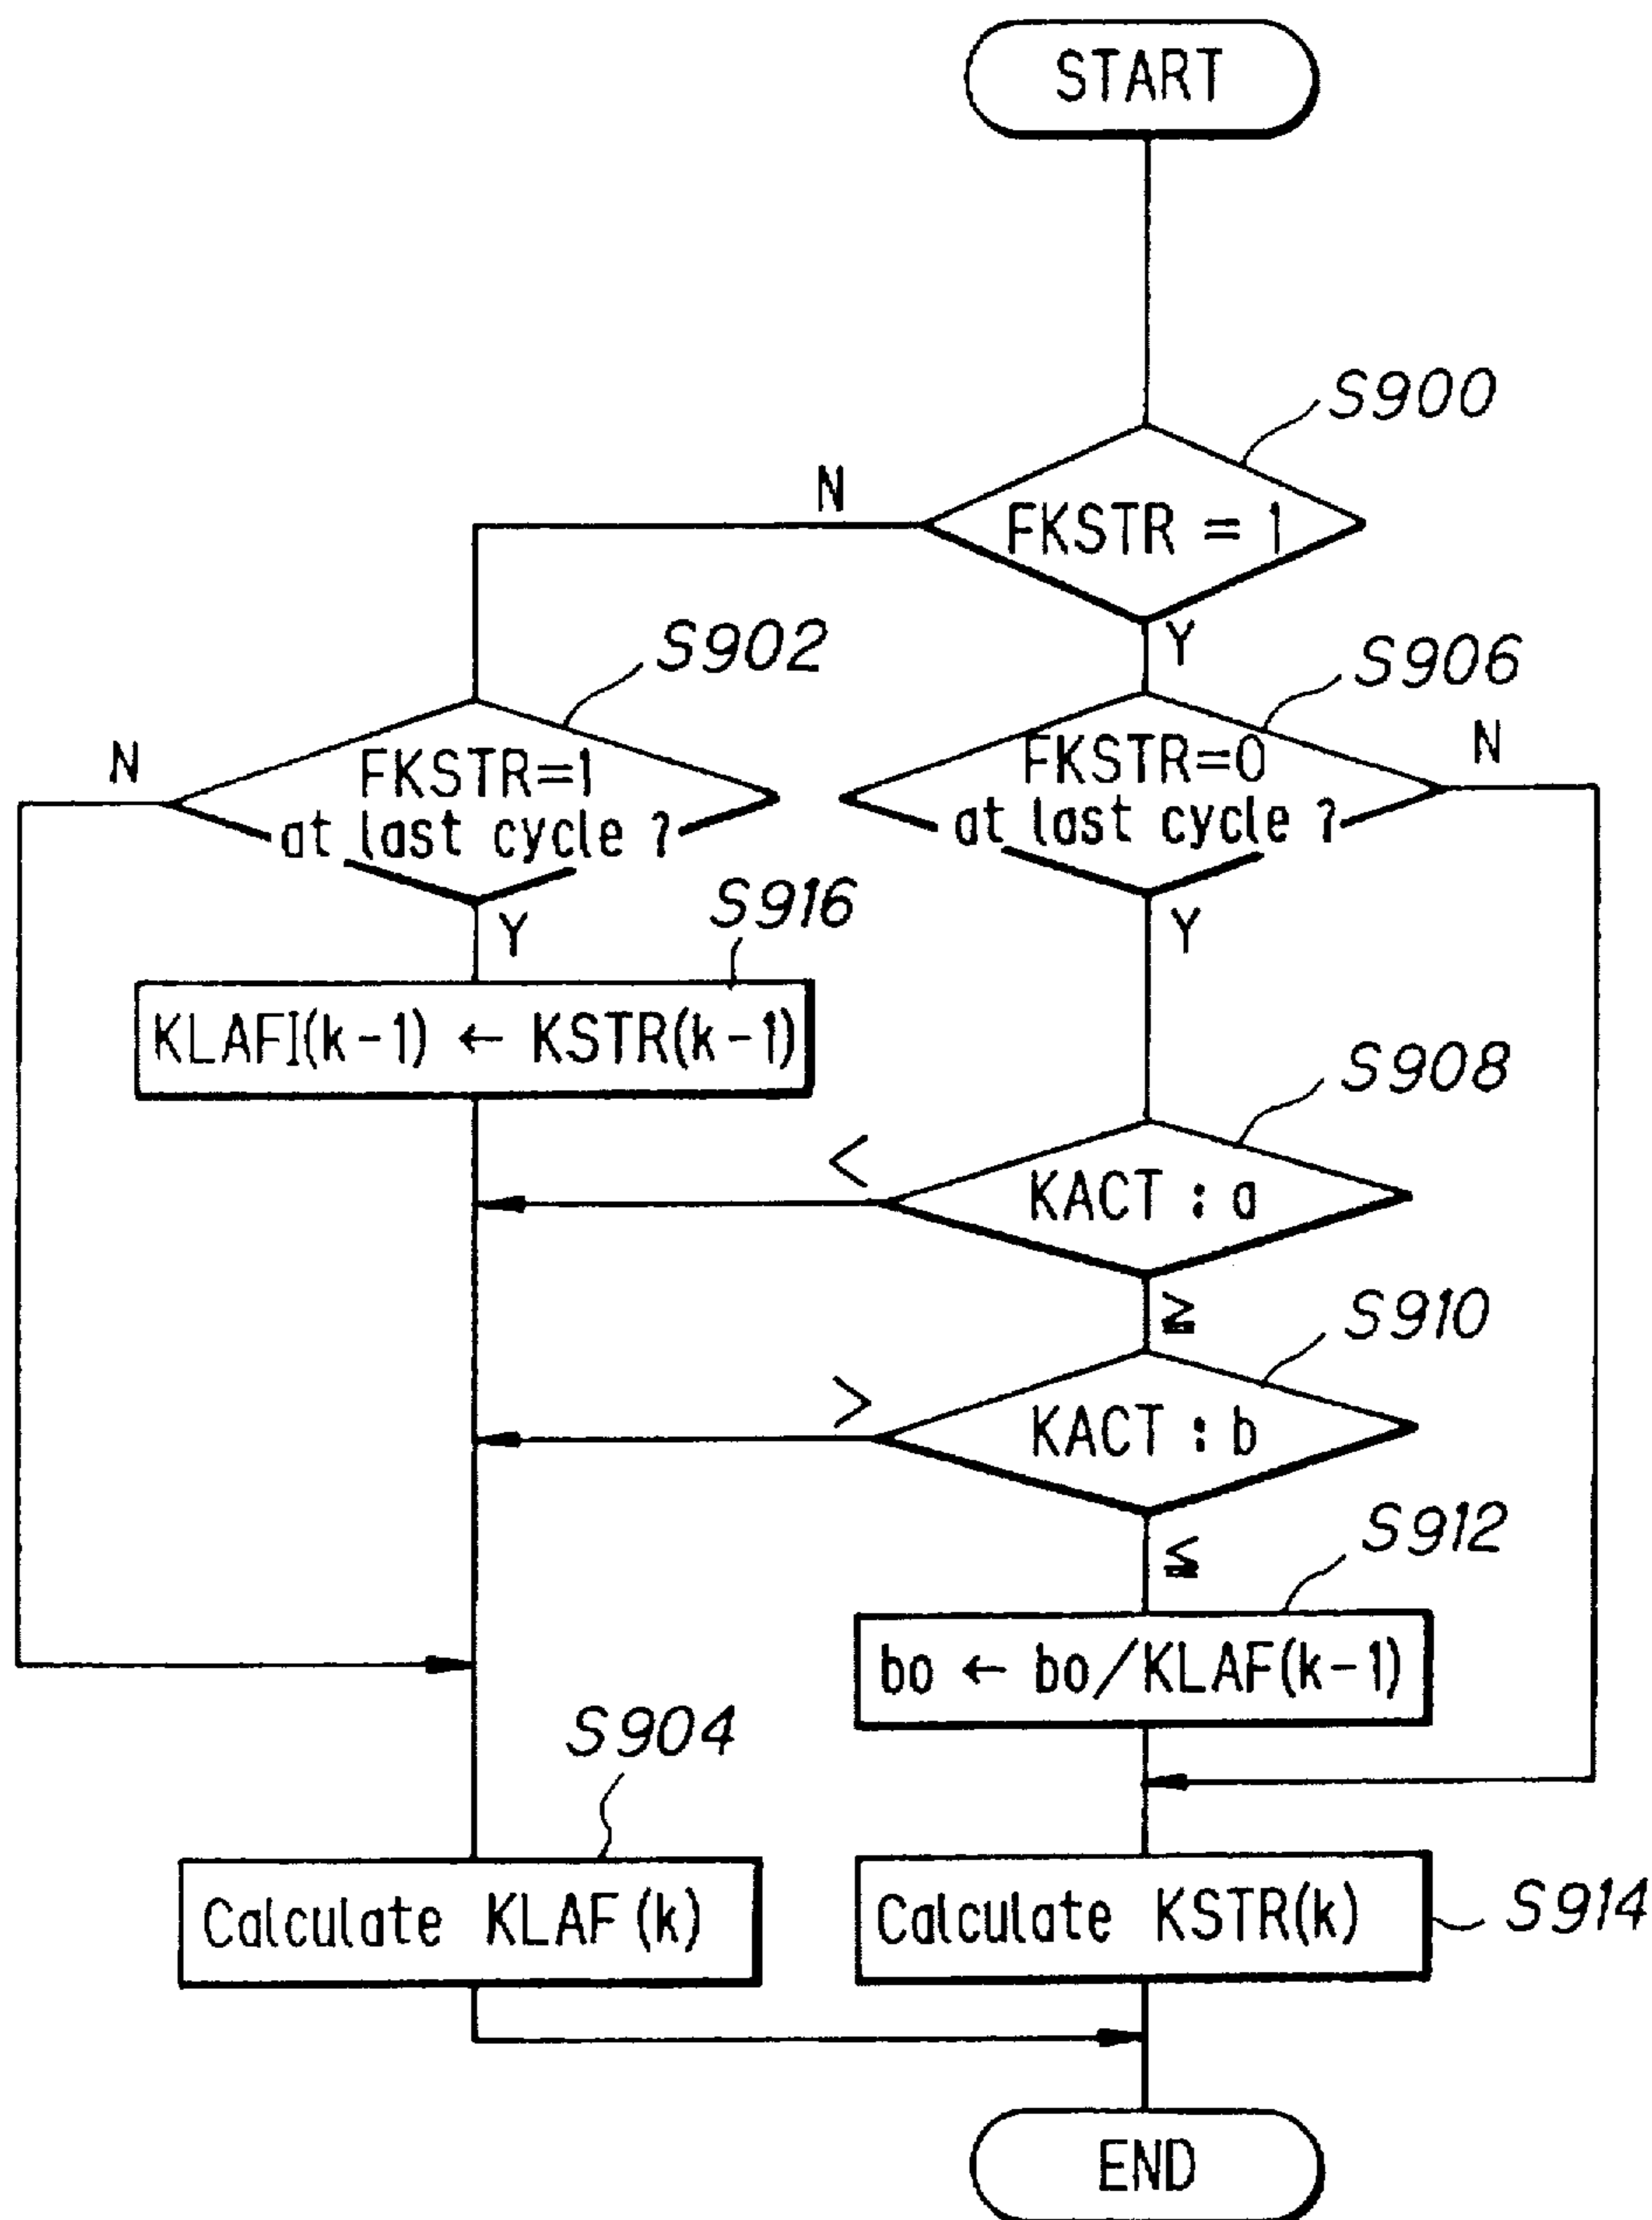 START
S900
N
FKSTR = 1
Y
S902
S906
N
FKSTR=1
at last cycle ?
FKSTR=0
at last cycle ?
N
Y
S916
Y
KLAFI(k-1) ← KSTR(k-1)
S908
<
KACT : a
≧
S910
>
KACT : b
≦
S912
bo ← bo/KLAF(k-1)
S904
Calculate KLAF(k)
Calculate KSTR(k)
S914
END